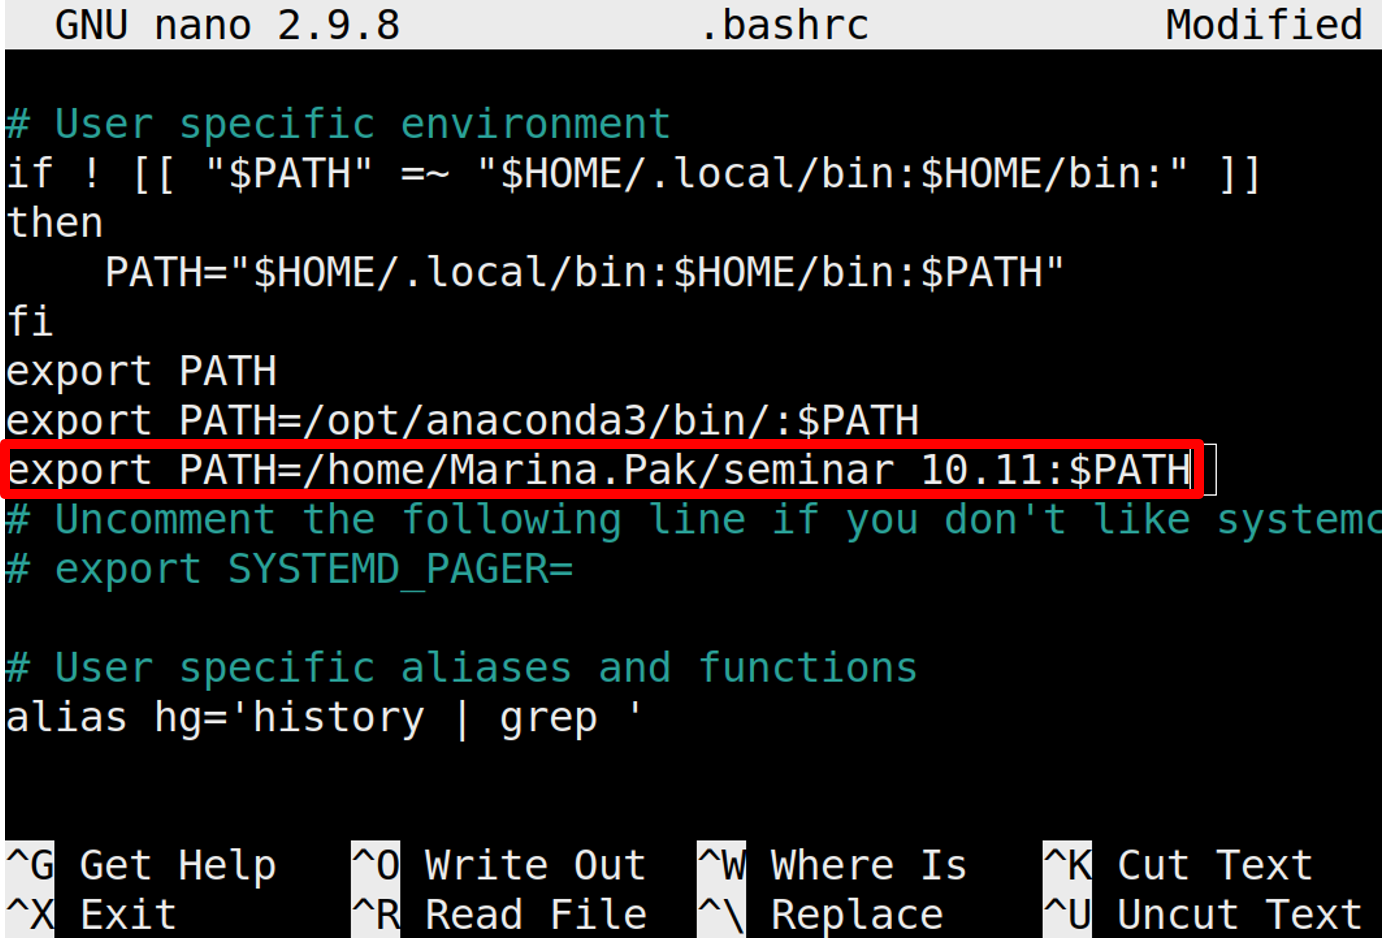 GNU nano 2.9.8 .bashrc Modified
# User specific environment
if ! [[ "$PATH" =~ "$HOME/.local/bin:$HOME/bin:" ]]
then
    PATH="$HOME/.local/bin:$HOME/bin:$PATH"
fi
export PATH
export PATH=/opt/anaconda3/bin/:$PATH
export PATH=/home/Marina.Pak/seminar 10.11:$PATH
# Uncomment the following line if you don't like
# export SYSTEMD_PAGER=
# User specific aliases and functions
alias hg='history | grep '
^G Get Help ^O Write Out ^W Where Is ^K Cut Text
^X Exit ^R Read File ^\ Replace ^U Uncut Text